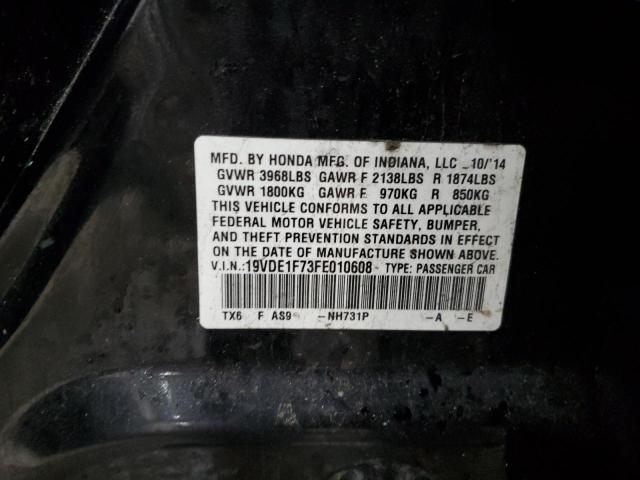 MFD. BY HONDA MFG. OF INDIANA, LLC 10/'14
GVWR 3968LBS GAWR F 2138LBS R 1874LBS
GVWR 1800KG GAWR F 970KG R 850KG
THIS VEHICLE CONFORMS TO ALL APPLICABLE
FEDERAL MOTOR VEHICLE SAFETY, BUMPER,
AND THEFT PREVENTION STANDARDS IN EFFECT
ON THE DATE OF MANUFACTURE SHOWN ABOVE.
V.I.N.: 19VDE1F73FE010608 TYPE: PASSENGER CAR
TX6 F AS9 -NH731P -A -E